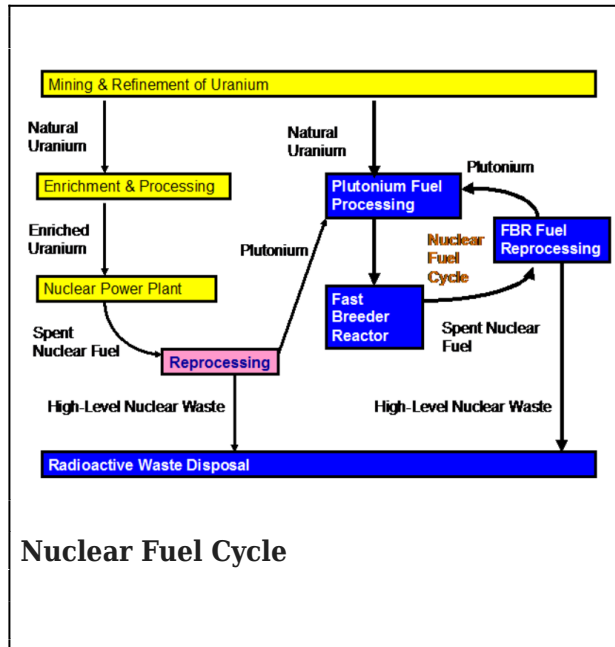 Mining & Refinement of Uranium
Natural
Uranium
Natural
Uranium
Plutonium
Enrichment & Processing
Plutonium Fuel
Processing
Enriched
Uranium
Plutonium
Nuclear
Fuel
Cycle
FBR Fuel
Reprocessing
Nuclear Power Plant
Fast
Breeder
Reactor
Spent
Nuclear Fuel
Spent Nuclear
Fuel
Reprocessing
High-Level Nuclear Waste
High-Level Nuclear Waste
Radioactive Waste Disposal
Nuclear Fuel Cycle